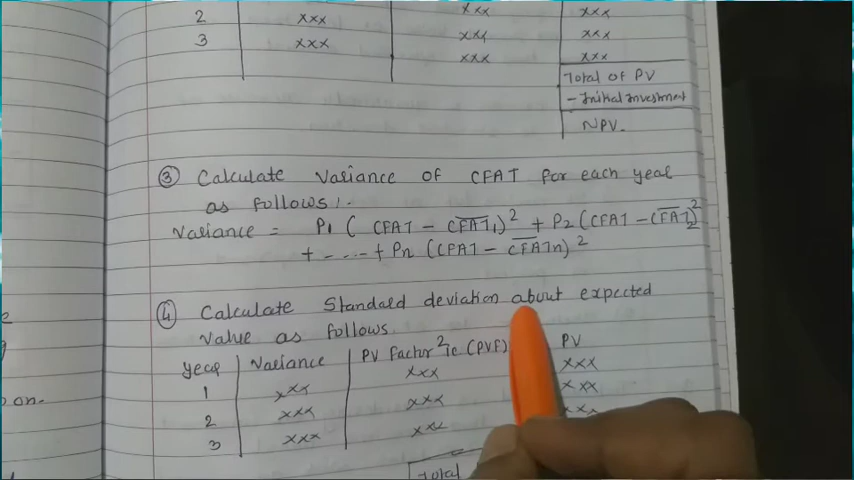 2 xxx xxx xxx
3 xxx xxx xxx
xxx xxx
Total of PV
- Initial Investment
NPV.
③ Calculate Variance OF CFAT for each year
as follows:-
Variance = P1 ( CFAT - CFAT1)² + P2 (CFAT - CFAT2)²
+ - ...- + Pn (CFAT - CFATn)²
④ Calculate Standard deviation about expected
Value as follows.
year Variance PV Factor² Ic (PVF) PV
1 xxx xxx xxx
2 xxx xxx xxx
3 xxx xxx xxx
Total
on-